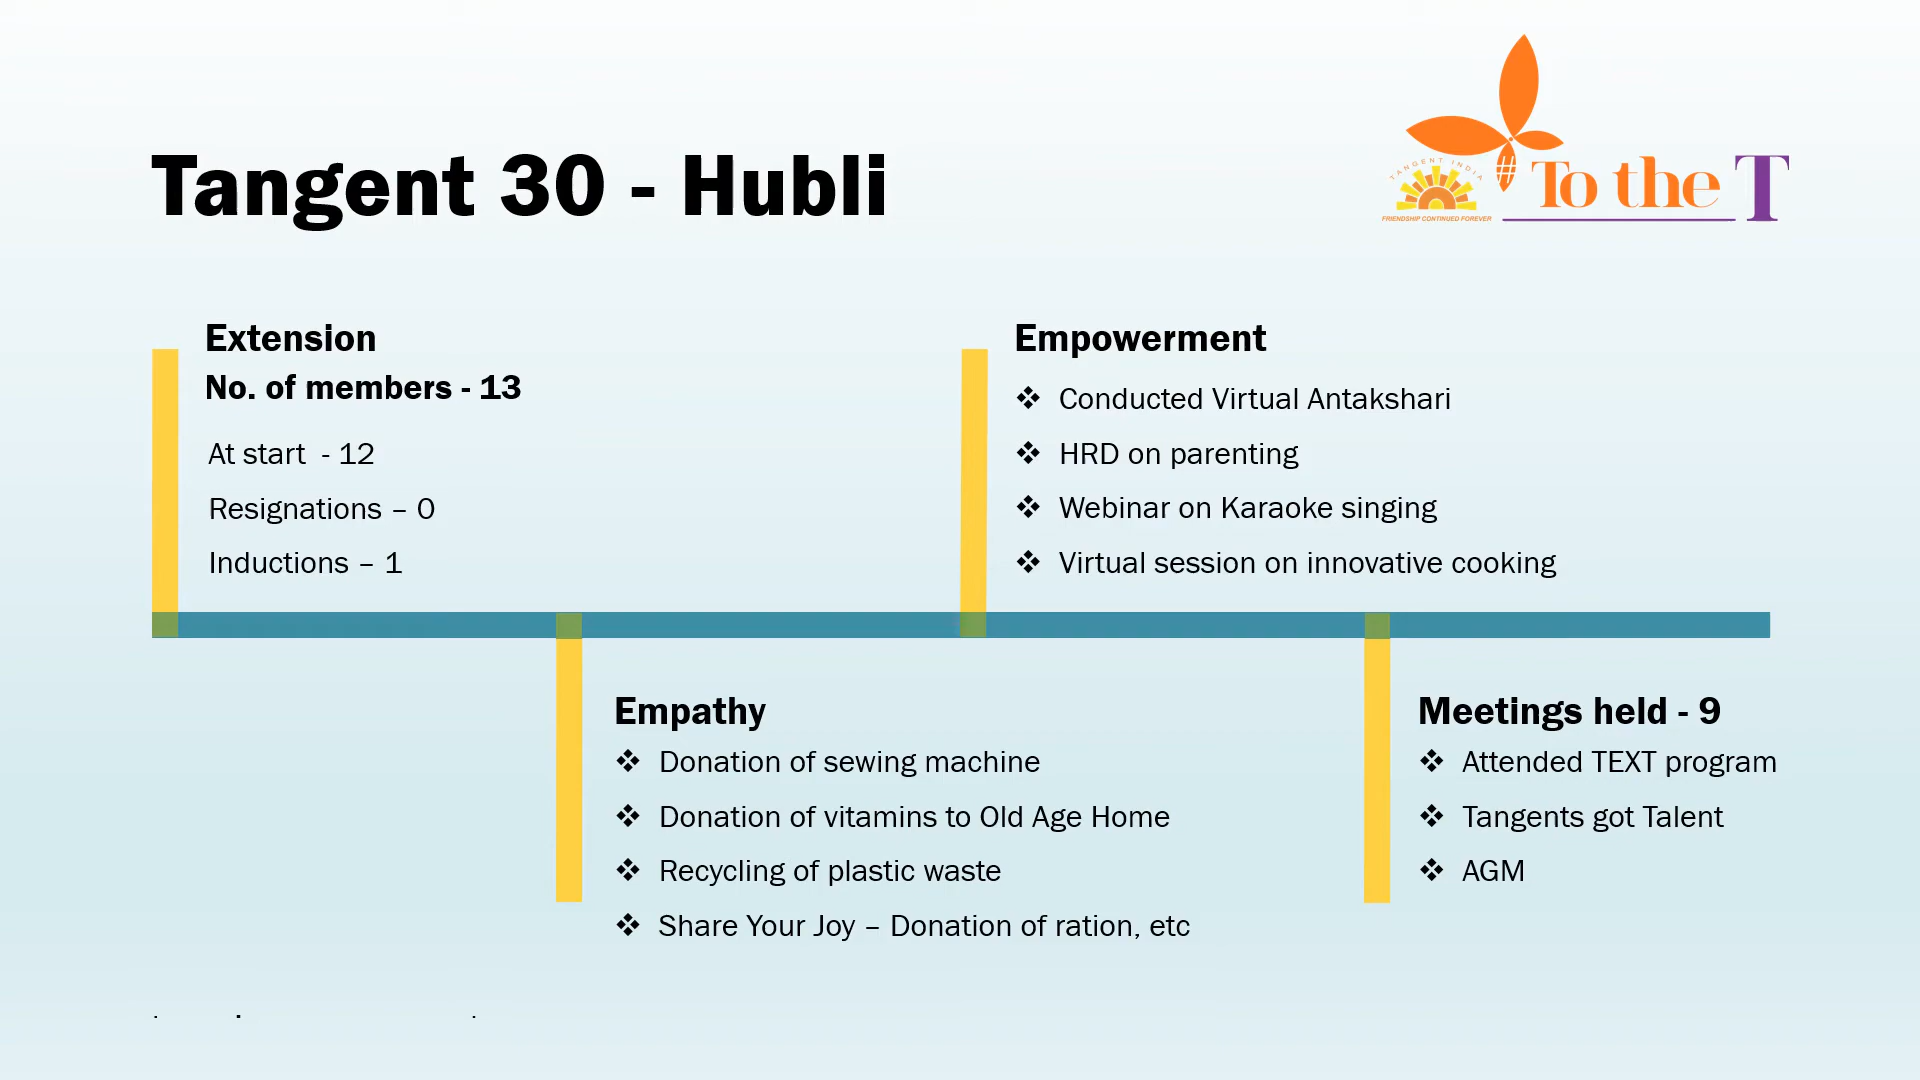 Tangent 30 - Hubli
TANGENT INDIA
FRIENDSHIP CONTINUED FOREVER
# To the T
Extension
No. of members - 13
At start - 12
Resignations – 0
Inductions – 1
Empowerment
❖ Conducted Virtual Antakshari
❖ HRD on parenting
❖ Webinar on Karaoke singing
❖ Virtual session on innovative cooking
Empathy
❖ Donation of sewing machine
❖ Donation of vitamins to Old Age Home
❖ Recycling of plastic waste
❖ Share Your Joy – Donation of ration, etc
Meetings held - 9
❖ Attended TEXT program
❖ Tangents got Talent
❖ AGM